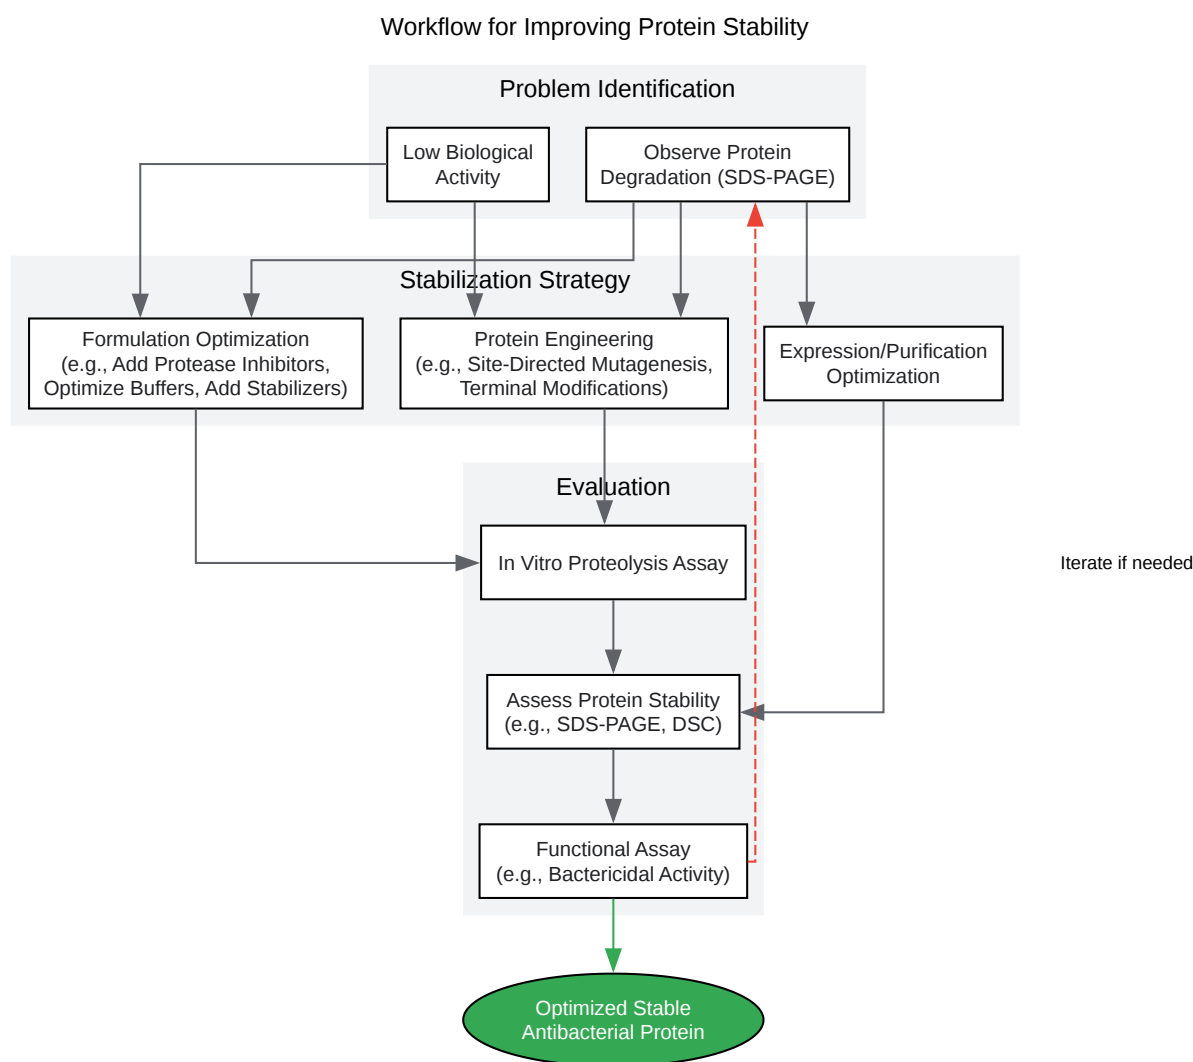 Workflow for Improving Protein Stability
Problem Identification
Low Biological
Activity
Observe Protein
Degradation (SDS-PAGE)
Stabilization Strategy
Formulation Optimization
(e.g., Add Protease Inhibitors,
Optimize Buffers, Add Stabilizers)
Protein Engineering
(e.g., Site-Directed Mutagenesis,
Terminal Modifications)
Expression/Purification
Optimization
Evaluation
In Vitro Proteolysis Assay
Iterate if needed
Assess Protein Stability
(e.g., SDS-PAGE, DSC)
Functional Assay
(e.g., Bactericidal Activity)
Optimized Stable
Antibacterial Protein